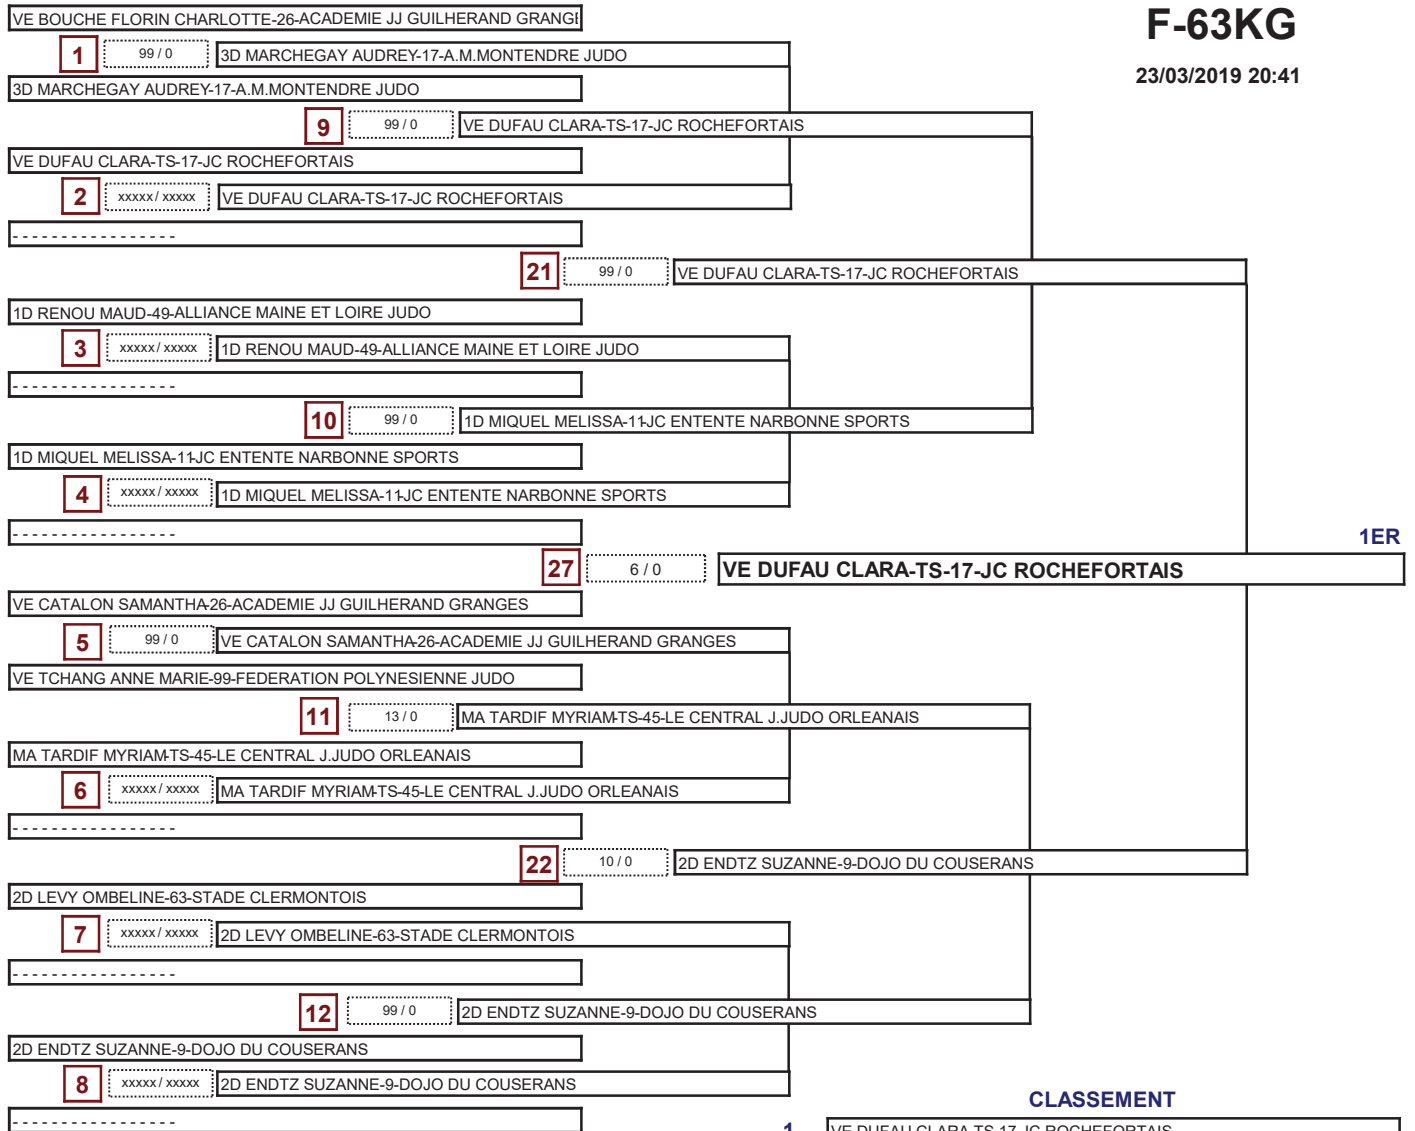 VE BOUCHE FLORIN CHARLOTTE-26-ACADEMIE JJ GUILHERAND GRANGE
F-63KG
1 99 / 0 3D MARCHEGAY AUDREY-17-A.M.MONTENDRE JUDO
23/03/2019 20:41
3D MARCHEGAY AUDREY-17-A.M.MONTENDRE JUDO
9 99 / 0 VE DUFAU CLARA-TS-17-JC ROCHEFORTAIS
VE DUFAU CLARA-TS-17-JC ROCHEFORTAIS
2 xxxxx / xxxxx VE DUFAU CLARA-TS-17-JC ROCHEFORTAIS
- - - - - - - - - - - - - - - -
21 99 / 0 VE DUFAU CLARA-TS-17-JC ROCHEFORTAIS
1D RENOU MAUD-49-ALLIANCE MAINE ET LOIRE JUDO
3 xxxxx / xxxxx 1D RENOU MAUD-49-ALLIANCE MAINE ET LOIRE JUDO
- - - - - - - - - - - - - - - -
10 99 / 0 1D MIQUEL MELISSA-11-JC ENTENTE NARBONNE SPORTS
1D MIQUEL MELISSA-11-JC ENTENTE NARBONNE SPORTS
4 xxxxx / xxxxx 1D MIQUEL MELISSA-11-JC ENTENTE NARBONNE SPORTS
- - - - - - - - - - - - - - - -
1ER
27 6 / 0 VE DUFAU CLARA-TS-17-JC ROCHEFORTAIS
VE CATALON SAMANTHA-26-ACADEMIE JJ GUILHERAND GRANGES
5 99 / 0 VE CATALON SAMANTHA-26-ACADEMIE JJ GUILHERAND GRANGES
VE TCHANG ANNE MARIE-99-FEDERATION POLYNESIENNE JUDO
11 13 / 0 MA TARDIF MYRIAM-TS-45-LE CENTRAL J.JUDO ORLEANAIS
MA TARDIF MYRIAM-TS-45-LE CENTRAL J.JUDO ORLEANAIS
6 xxxxx / xxxxx MA TARDIF MYRIAM-TS-45-LE CENTRAL J.JUDO ORLEANAIS
- - - - - - - - - - - - - - - -
22 10 / 0 2D ENDTZ SUZANNE-9-DOJO DU COUSERANS
2D LEVY OMBELINE-63-STADE CLERMONTOIS
7 xxxxx / xxxxx 2D LEVY OMBELINE-63-STADE CLERMONTOIS
- - - - - - - - - - - - - - - -
12 99 / 0 2D ENDTZ SUZANNE-9-DOJO DU COUSERANS
2D ENDTZ SUZANNE-9-DOJO DU COUSERANS
8 xxxxx / xxxxx 2D ENDTZ SUZANNE-9-DOJO DU COUSERANS
CLASSEMENT
- - - - - - - - - - - - - - - -
1 VE DUFAU CLARA-TS-17-JC ROCHEFORTAIS